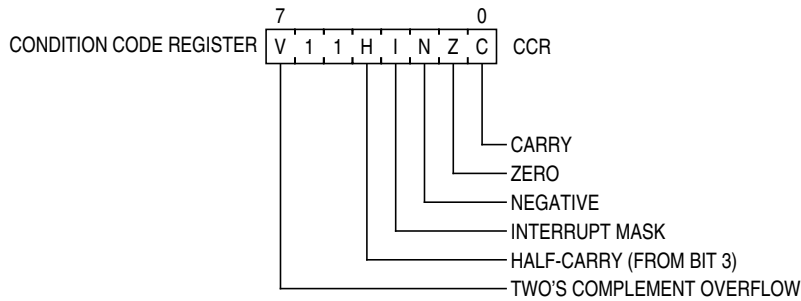 7 0
CONDITION CODE REGISTER V 1 1 H I N Z C CCR
CARRY
ZERO
NEGATIVE
INTERRUPT MASK
HALF-CARRY (FROM BIT 3)
TWO'S COMPLEMENT OVERFLOW